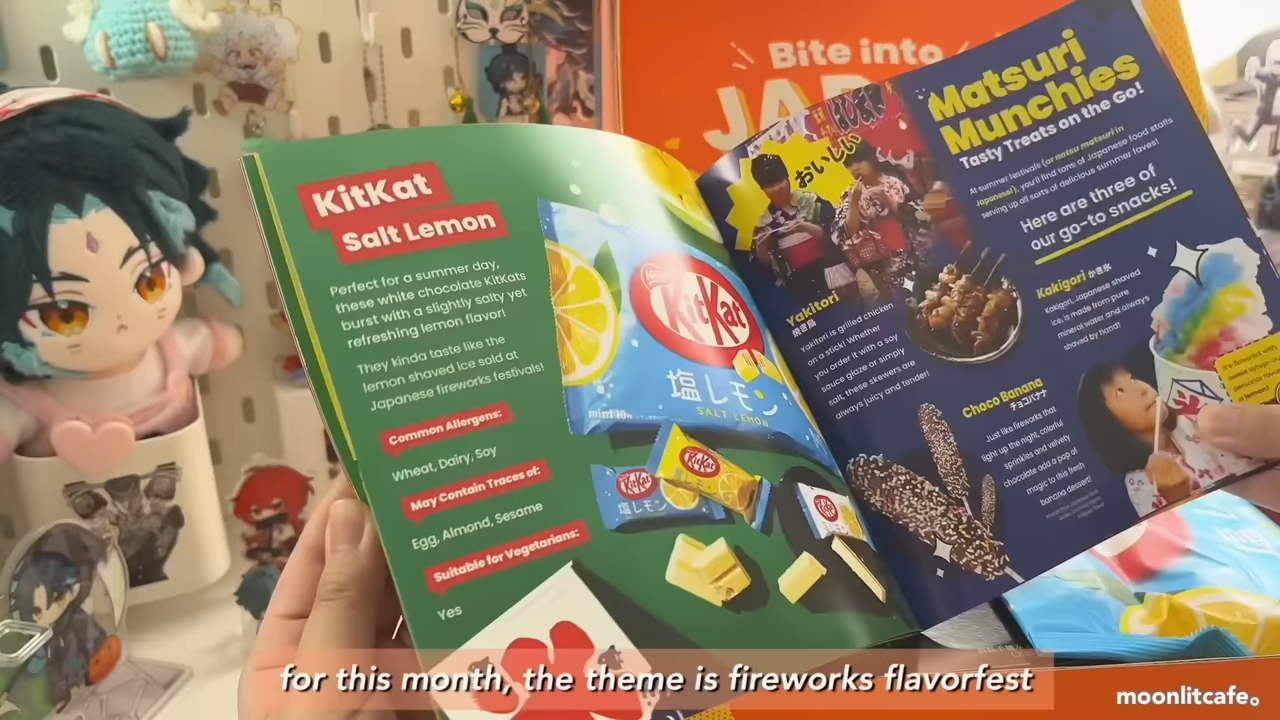 Bite into
KitKat
Salt Lemon
Perfect for a summer day,
these white chocolate KitKats
burst with a slightly salty yet
refreshing lemon flavor!
They kinda taste like the
lemon shaved ice sold at
Japanese fireworks festivals!
Common Allergens:
Wheat, Dairy, Soy
May Contain Traces of:
Egg, Almond, Sesame
Suitable for Vegetarians:
Yes
KitKat
塩レモン
SALT LEMON
mini
KitKat
塩レモン
KitKat
KitKat
Matsuri
Munchies
Tasty Treats on the Go!
At summer festivals (or natsu matsuri in
Japanese!), you'll find tons of Japanese food stalls
serving up all sorts of delicious summer faves!
Here are three of
our go-to snacks!
おいしい
Yakitori
焼き鳥
Yakitori is grilled chicken
on a stick! Whether
you order it with a soy
sauce glaze or simply
salt, these skewers are
always juicy and tender!
Kakigori かき氷
Kakigori, Japanese shaved
ice, is made from pure
mineral water and always
shaved by hand!
Choco Banana
チョコバナナ
Just like fireworks that
light up the night, colorful
sprinkles and velvety
chocolate add a pop of
magic to this fresh
banana dessert!
for this month, the theme is fireworks flavorfest
moonlitcafe。